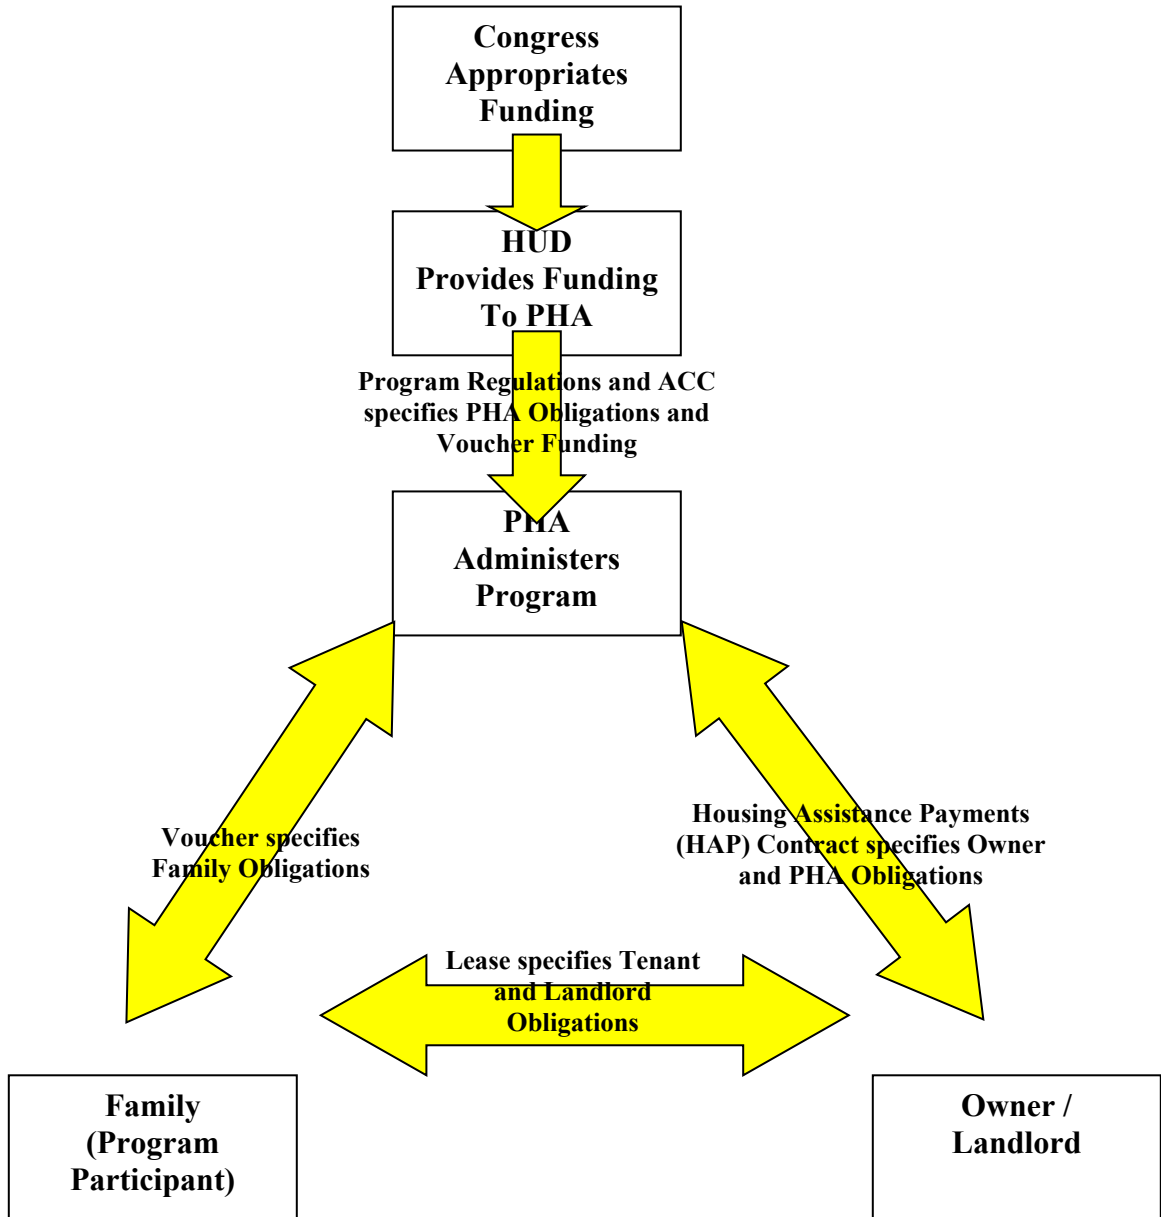 Congress
Appropriates
Funding
HUD
Provides Funding
To PHA
Program Regulations and ACC
specifies PHA Obligations and
Voucher Funding
PHA
Administers
Program
Voucher specifies
Family Obligations
Housing Assistance Payments
(HAP) Contract specifies Owner
and PHA Obligations
Lease specifies Tenant
and Landlord
Obligations
Family
(Program
Participant)
Owner /
Landlord